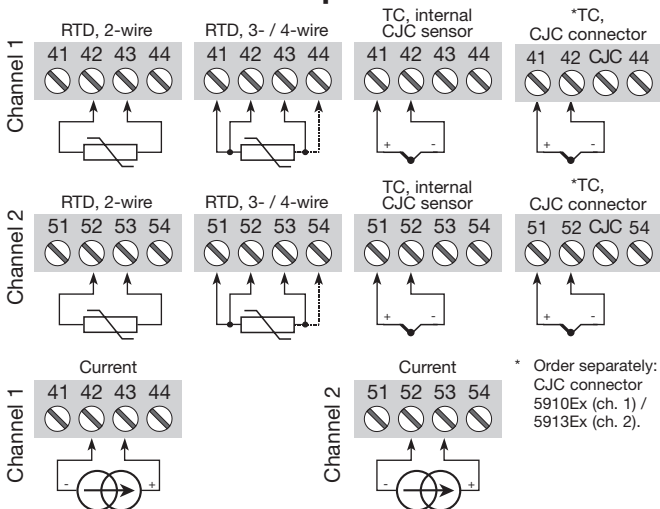 RTD, 2-wire
41 42 43 44
RTD, 3- / 4-wire
41 42 43 44
TC, internal
CJC sensor
41 42 43 44
*TC,
CJC connector
41 42 CJC 44
Channel 1
+ -
+ -
RTD, 2-wire
51 52 53 54
RTD, 3- / 4-wire
51 52 53 54
TC, internal
CJC sensor
51 52 53 54
*TC,
CJC connector
51 52 CJC 54
Channel 2
+ -
+ -
Current
41 42 43 44
Channel 1
- +
Current
51 52 53 54
Channel 2
- +
* Order separately:
CJC connector
5910Ex (ch. 1) /
5913Ex (ch. 2).